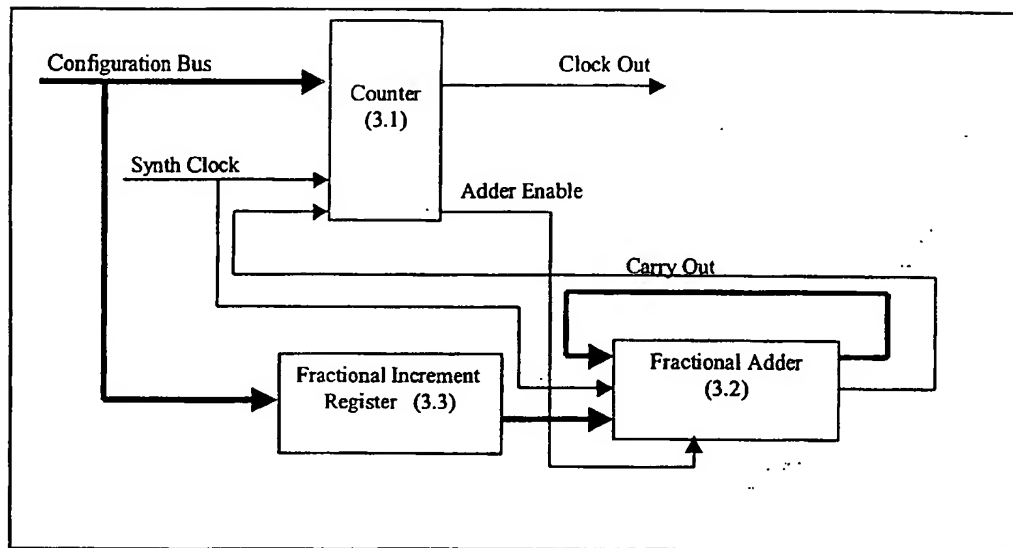 Configuration Bus
Clock Out
Counter
(3.1)
Synth Clock
Adder Enable
Carry Out
Fractional Increment
Register (3.3)
Fractional Adder
(3.2)